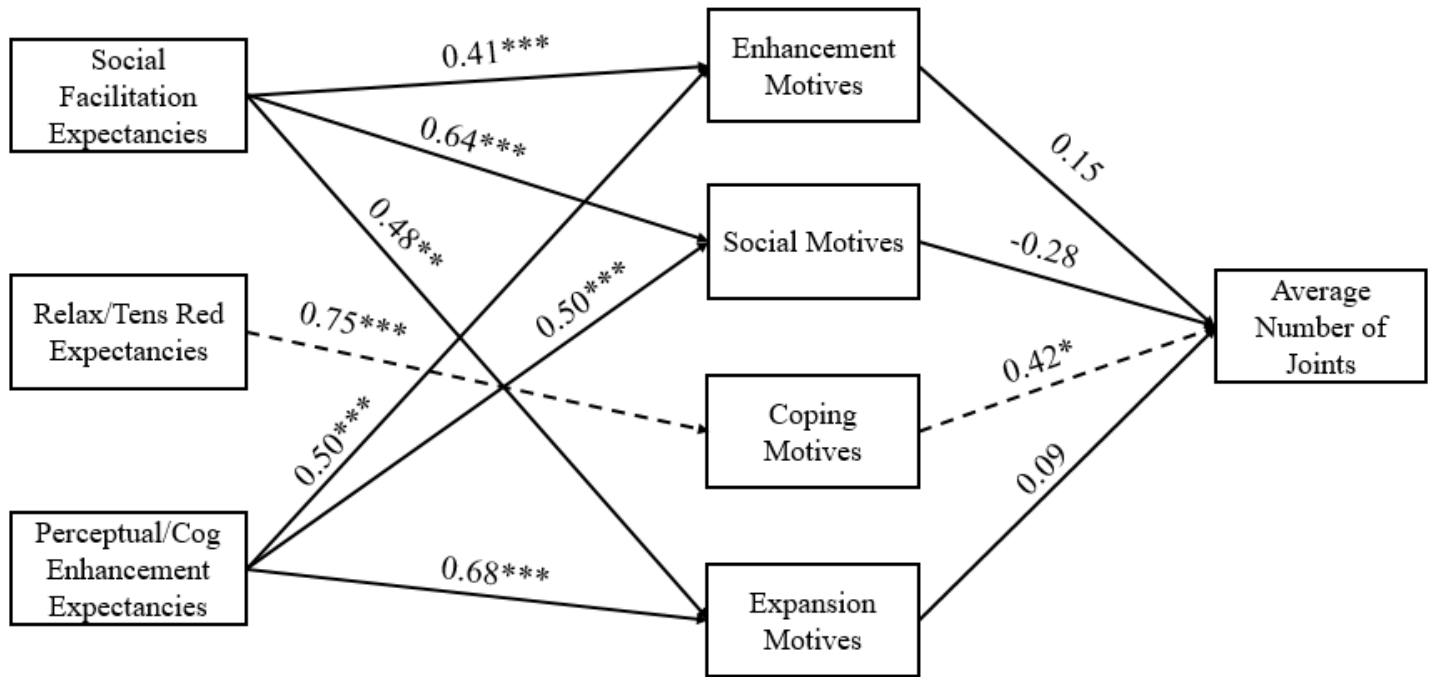 Social
Facilitation
Expectancies
Relax/Tens Red
Expectancies
Perceptual/Cog
Enhancement
Expectancies
0.41***
0.64***
0.48**
0.75***
0.50***
0.50***
0.68***
Enhancement
Motives
Social Motives
Coping
Motives
Expansion
Motives
0.15
-0.28
0.42*
0.09
Average
Number of
Joints